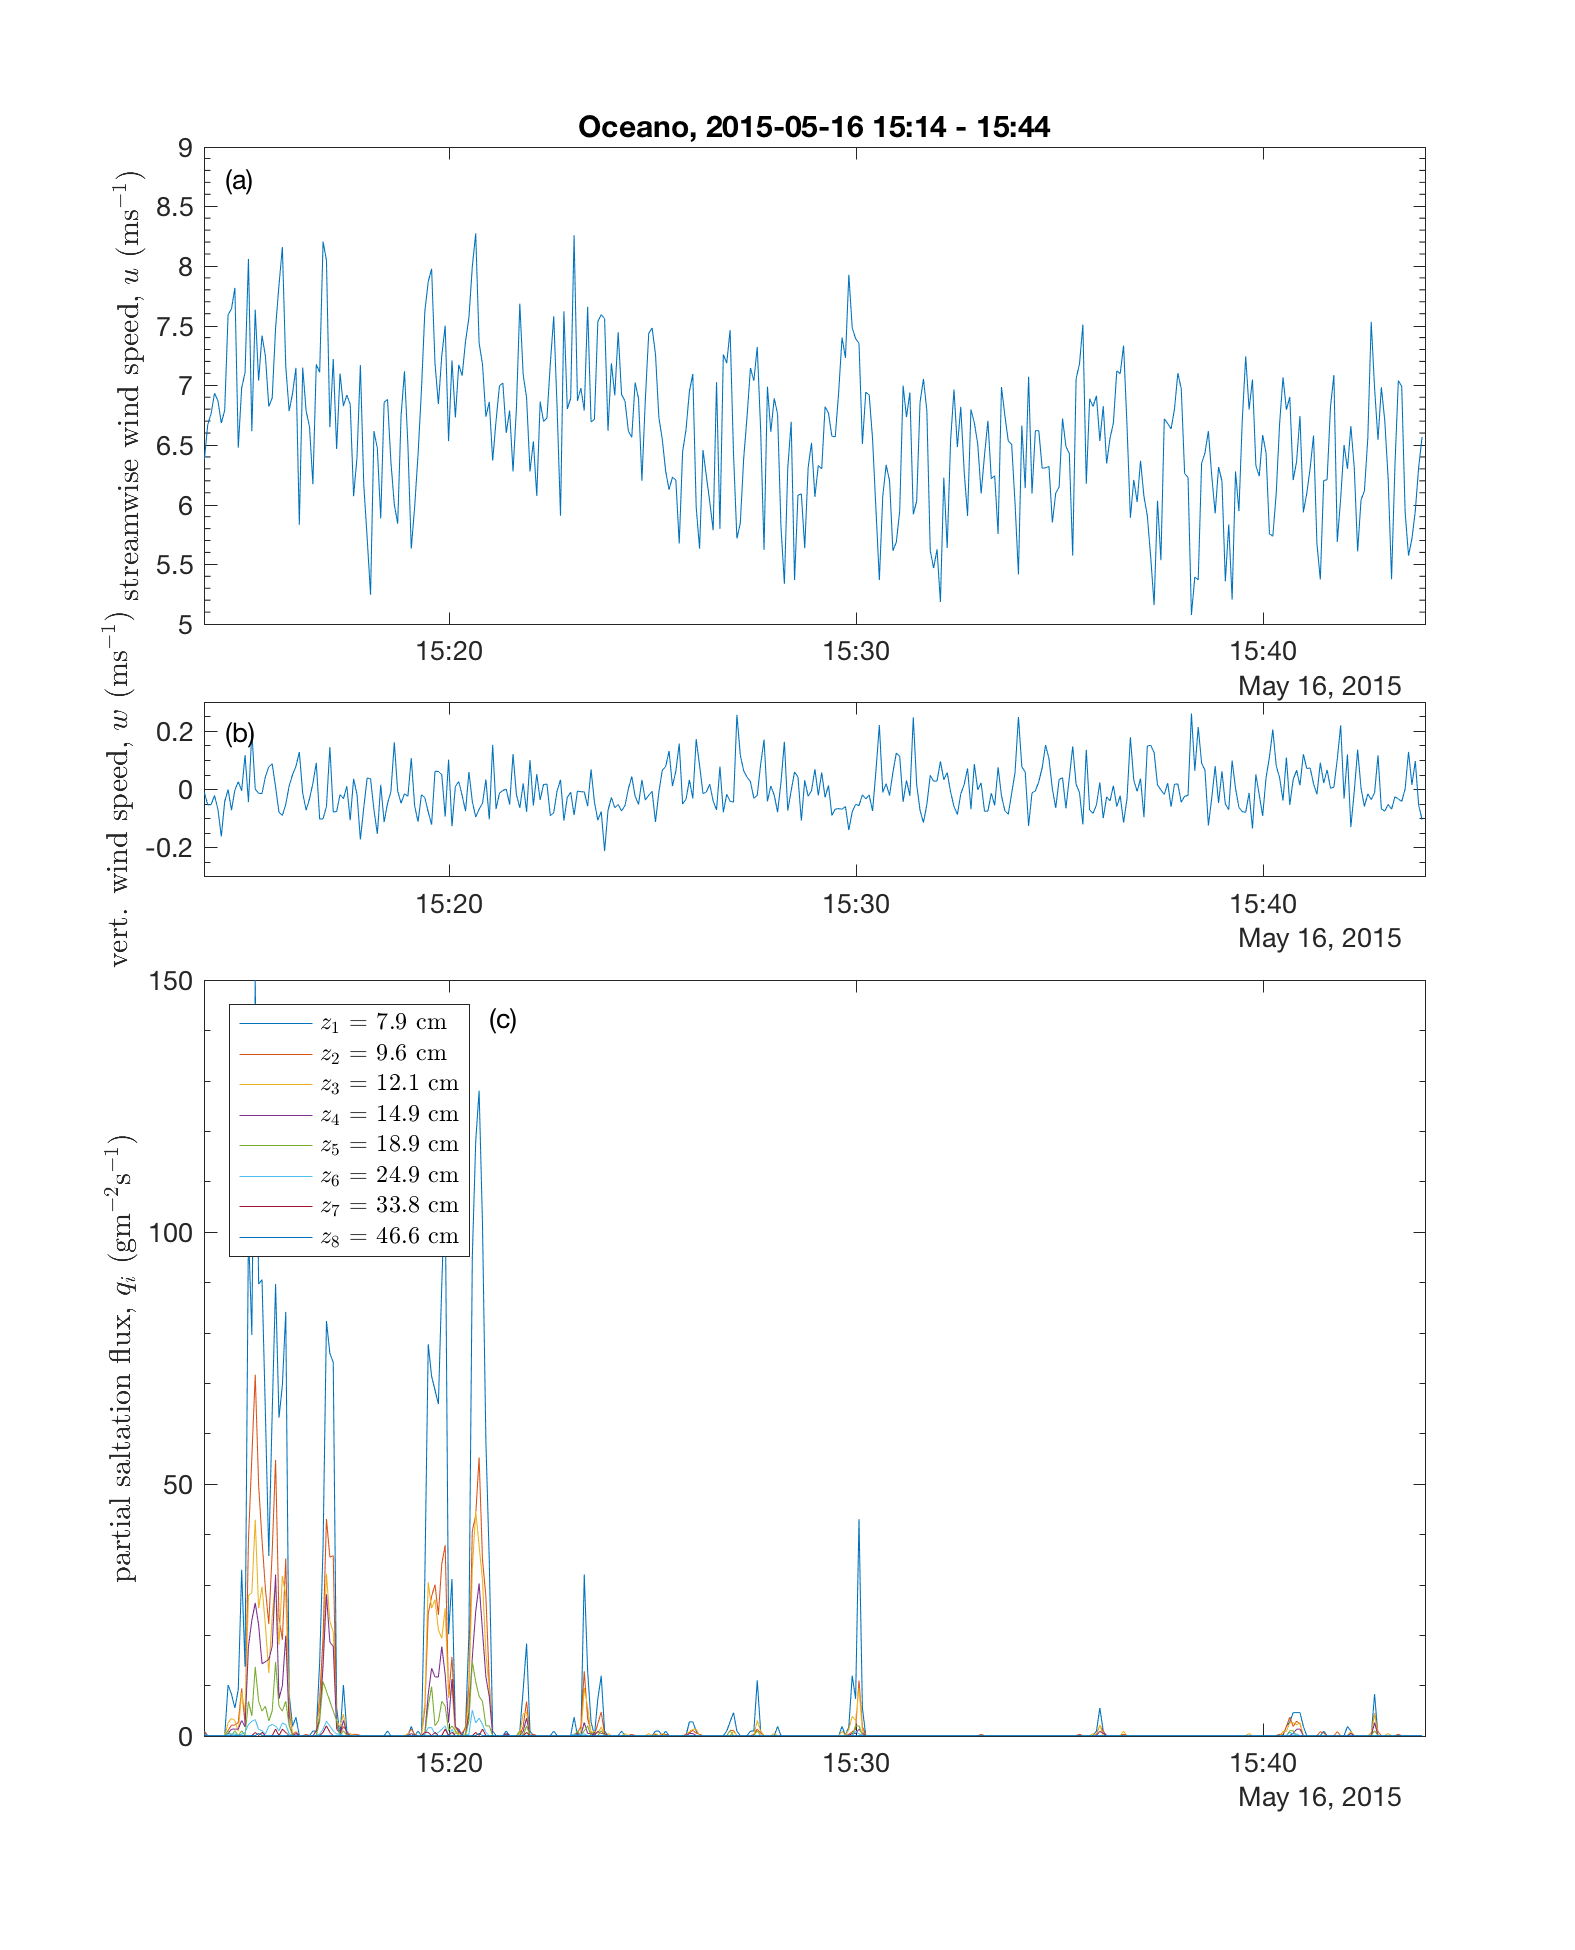 Oceano, 2015-05-16 15:14 - 15:44
(a)
streamwise wind speed, u (ms⁻¹)
9
8.5
8
7.5
7
6.5
6
5.5
5
15:20 15:30 15:40
May 16, 2015
(b)
vert. wind speed, w (ms⁻¹)
0.2
0
-0.2
15:20 15:30 15:40
May 16, 2015
(c)
partial saltation flux, qᵢ (gm⁻²s⁻¹)
150
100
50
0
z₁ = 7.9 cm
z₂ = 9.6 cm
z₃ = 12.1 cm
z₄ = 14.9 cm
z₅ = 18.9 cm
z₆ = 24.9 cm
z₇ = 33.8 cm
z₈ = 46.6 cm
15:20 15:30 15:40
May 16, 2015